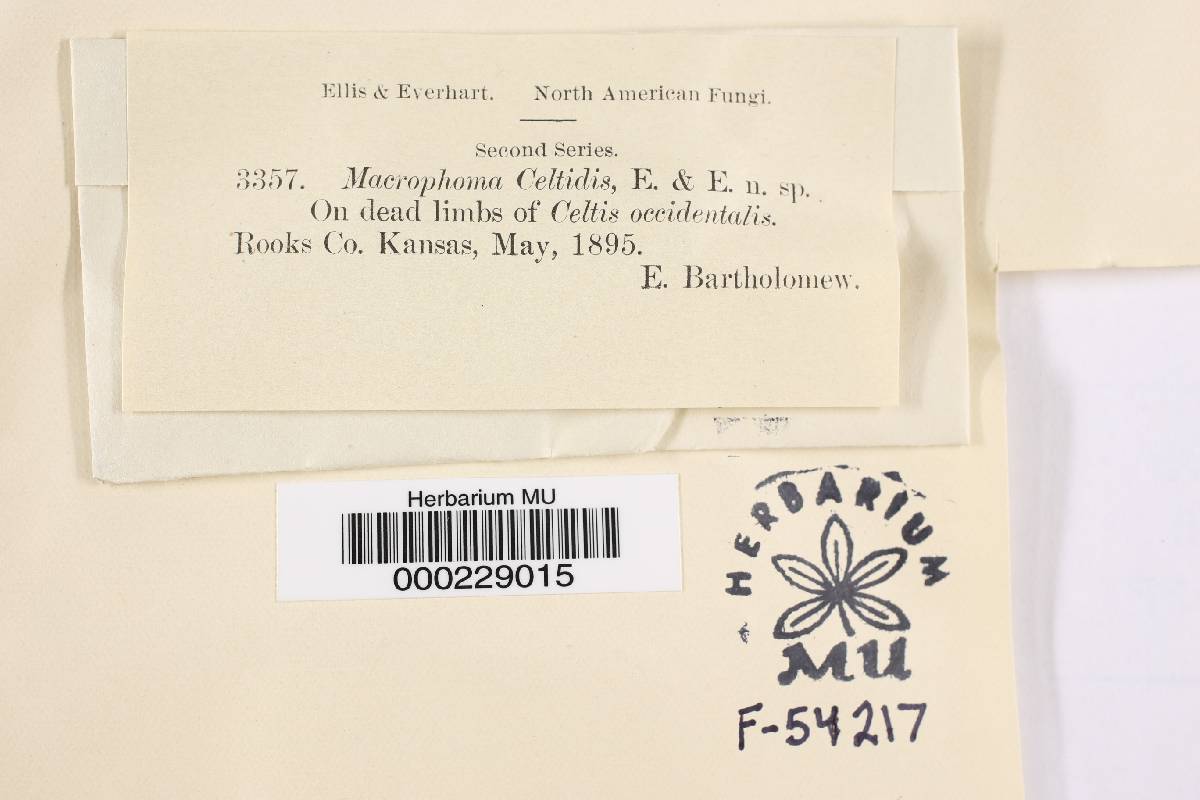 Ellis & Everhart. North American Fungi.
Second Series.
3357. Macrophoma Celtidis, E. & E. n. sp.
On dead limbs of Celtis occidentalis.
Rooks Co. Kansas, May, 1895.
E. Bartholomew.
Herbarium MU
000229015
HERBARIUM
MU
F-54217